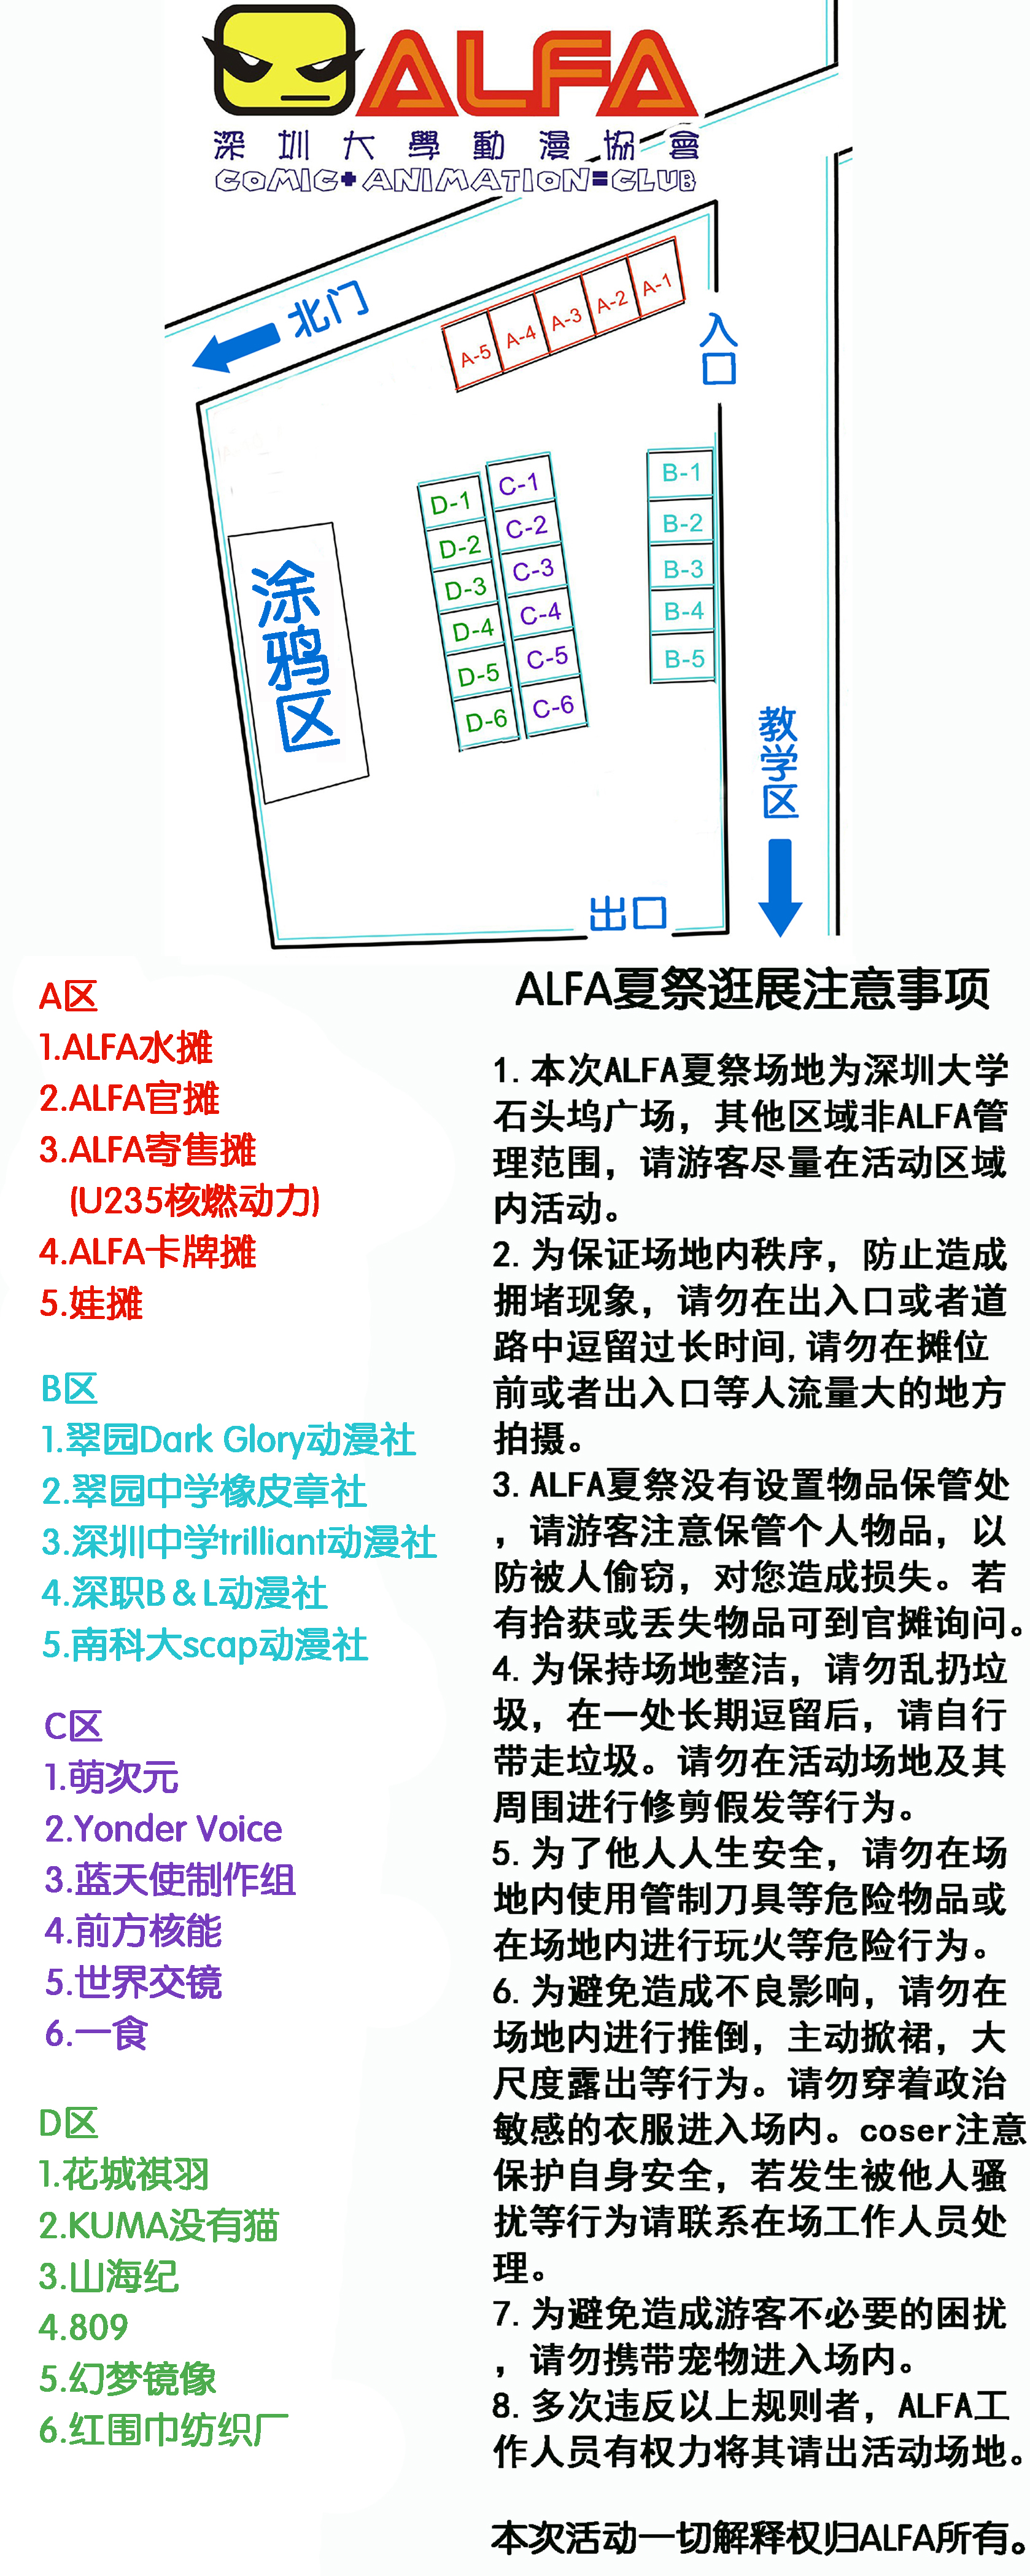 ALFA
深圳大學動漫協會
COMIC+ANIMATION=CLUB
北门
A-5
A-4
A-3
A-2
A-1
入口
D-1
D-2
D-3
D-4
D-5
D-6
C-1
C-2
C-3
C-4
C-5
C-6
B-1
B-2
B-3
B-4
B-5
涂鸦区
教学区
出口
A区
1.ALFA水摊
2.ALFA官摊
3.ALFA寄售摊
(U235核燃动力)
4.ALFA卡牌摊
5.娃摊
B区
1.翠园Dark Glory动漫社
2.翠园中学橡皮章社
3.深圳中学trilliant动漫社
4.深职B＆L动漫社
5.南科大scap动漫社
C区
1.萌次元
2.Yonder Voice
3.蓝天使制作组
4.前方核能
5.世界交镜
6.一食
D区
1.花城祺羽
2.KUMA没有猫
3.山海纪
4.809
5.幻梦镜像
6.红围巾纺织厂
ALFA夏祭逛展注意事项
1.本次ALFA夏祭场地为深圳大学
石头坞广场，其他区域非ALFA管
理范围，请游客尽量在活动区域
内活动。
2.为保证场地内秩序，防止造成
拥堵现象，请勿在出入口或者道
路中逗留过长时间,请勿在摊位
前或者出入口等人流量大的地方
拍摄。
3.ALFA夏祭没有设置物品保管处
，请游客注意保管个人物品，以
防被人偷窃，对您造成损失。若
有拾获或丢失物品可到官摊询问。
4.为保持场地整洁，请勿乱扔垃
圾，在一处长期逗留后，请自行
带走垃圾。请勿在活动场地及其
周围进行修剪假发等行为。
5.为了他人人生安全，请勿在场
地内使用管制刀具等危险物品或
在场地内进行玩火等危险行为。
6.为避免造成不良影响，请勿在
场地内进行推倒，主动掀裙，大
尺度露出等行为。请勿穿着政治
敏感的衣服进入场内。coser注意
保护自身安全，若发生被他人骚
扰等行为请联系在场工作人员处
理。
7.为避免造成游客不必要的困扰
，请勿携带宠物进入场内。
8.多次违反以上规则者，ALFA工
作人员有权力将其请出活动场地。
本次活动一切解释权归ALFA所有。